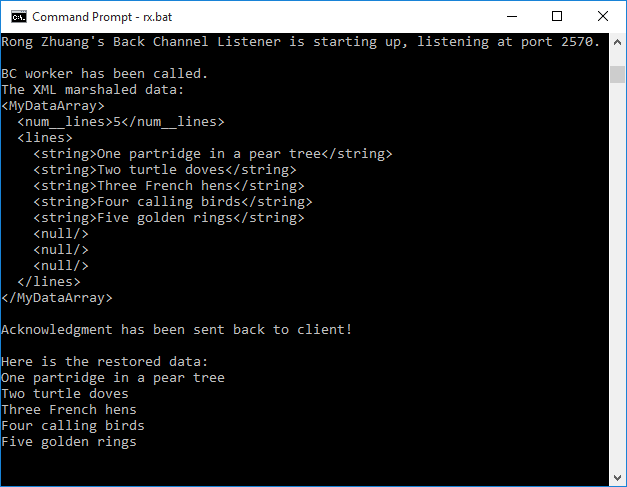 Command Prompt - rx.bat
Rong Zhuang's Back Channel Listener is starting up, listening at port 2570.
BC worker has been called.
The XML marshaled data:
<MyDataArray>
  <num__lines>5</num__lines>
  <lines>
    <string>One partridge in a pear tree</string>
    <string>Two turtle doves</string>
    <string>Three French hens</string>
    <string>Four calling birds</string>
    <string>Five golden rings</string>
    <null/>
    <null/>
    <null/>
  </lines>
</MyDataArray>
Acknowledgment has been sent back to client!
Here is the restored data:
One partridge in a pear tree
Two turtle doves
Three French hens
Four calling birds
Five golden rings